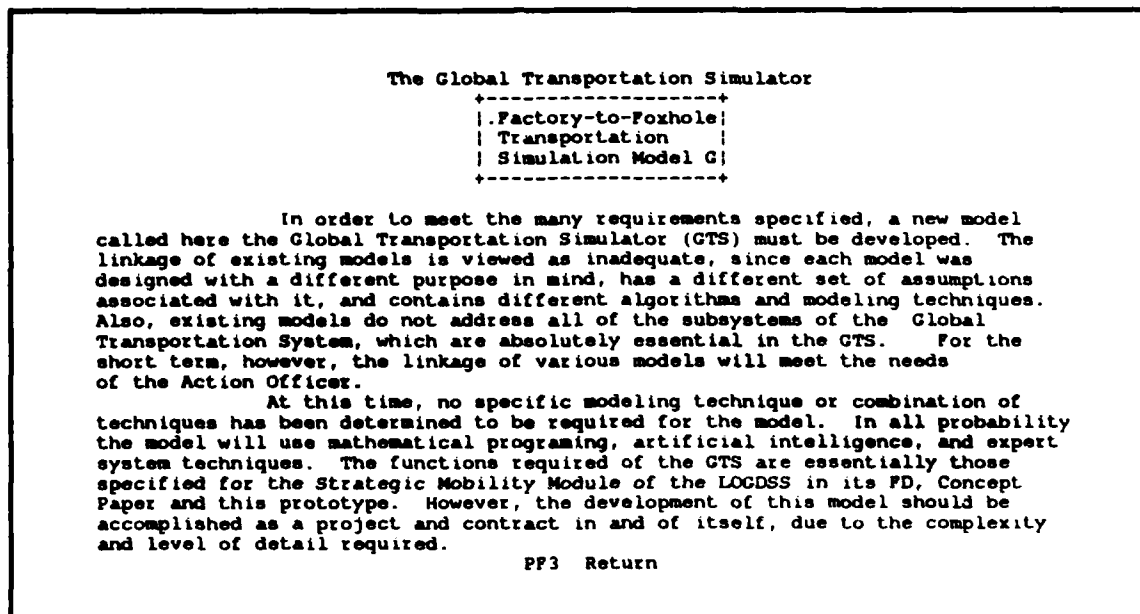 The Global Transportation Simulator
+-------------------+
|.Factory-to-Foxhole|
| Transportation |
| Simulation Model G|
+-------------------+
In order to meet the many requirements specified, a new model
called here the Global Transportation Simulator (GTS) must be developed. The
linkage of existing models is viewed as inadequate, since each model was
designed with a different purpose in mind, has a different set of assumptions
associated with it, and contains different algorithms and modeling techniques.
Also, existing models do not address all of the subsystems of the Global
Transportation System, which are absolutely essential in the GTS. For the
short term, however, the linkage of various models will meet the needs
of the Action Officer.
At this time, no specific modeling technique or combination of
techniques has been determined to be required for the model. In all probability
the model will use mathematical programing, artificial intelligence, and expert
system techniques. The functions required of the GTS are essentially those
specified for the Strategic Mobility Module of the LOGDSS in its FD, Concept
Paper and this prototype. However, the development of this model should be
accomplished as a project and contract in and of itself, due to the complexity
and level of detail required.
PF3 Return